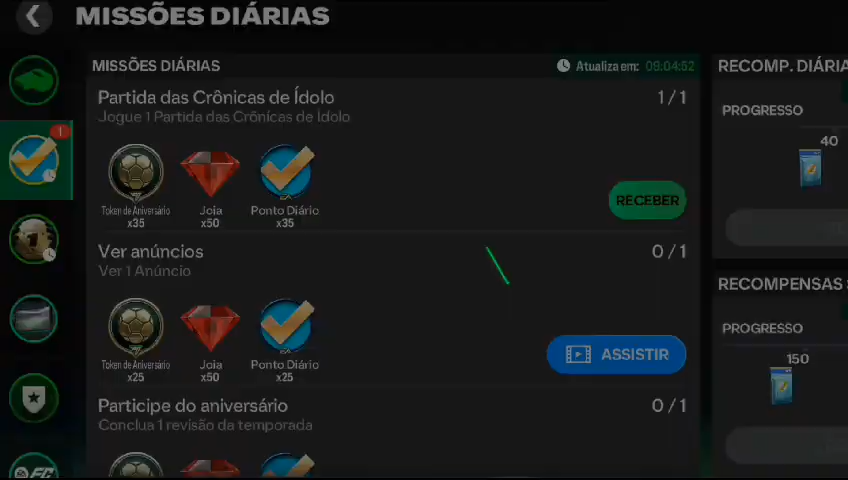 MISSÕES DIÁRIAS
MISSÕES DIÁRIAS
Atualiza em: 09:04:52
Partida das Crônicas de Ídolo
1/1
Jogue 1 Partida das Crônicas de Ídolo
Token de Aniversário
x35
Joia
x50
Ponto Diário
x35
RECEBER
Ver anúncios
0/1
Ver 1 Anúncio
Token de Aniversário
x25
Joia
x50
Ponto Diário
x25
ASSISTIR
Participe do aniversário
0/1
Conclua 1 revisão da temporada
RECOMP. DIÁRIA
PROGRESSO
40
RECOMPENSAS
PROGRESSO
150